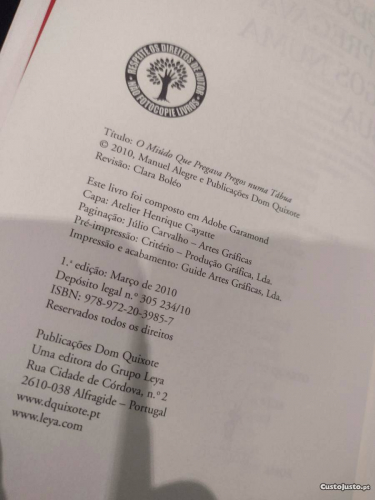 RESPEITE OS DIREITOS DE AUTOR
NÃO FOTOCOPIE LIVROS
Título: O Miúdo Que Pregava Pregos numa Tábua
© 2010, Manuel Alegre e Publicações Dom Quixote
Revisão: Clara Boléo
Este livro foi composto em Adobe Garamond
Capa: Atelier Henrique Cayatte
Paginação: Júlio Carvalho – Artes Gráficas
Pré-impressão: Critério – Produção Gráfica, Lda.
Impressão e acabamento: Guide Artes Gráficas, Lda.
1.ª edição: Março de 2010
Depósito legal n.º 305 234/10
ISBN: 978-972-20-3985-7
Reservados todos os direitos
Publicações Dom Quixote
Uma editora do Grupo Leya
Rua Cidade de Córdova, n.º 2
2610-038 Alfragide – Portugal
www.dquixote.pt
www.leya.com
CustoJusto.pt